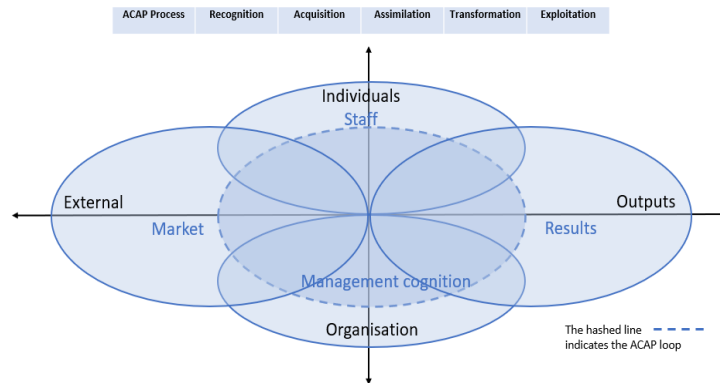 ACAP Process Recognition Acquisition Assimilation Transformation Exploitation
Individuals
Staff
External
Outputs
Market
Results
Management cognition
Organisation
The hashed line
indicates the ACAP loop